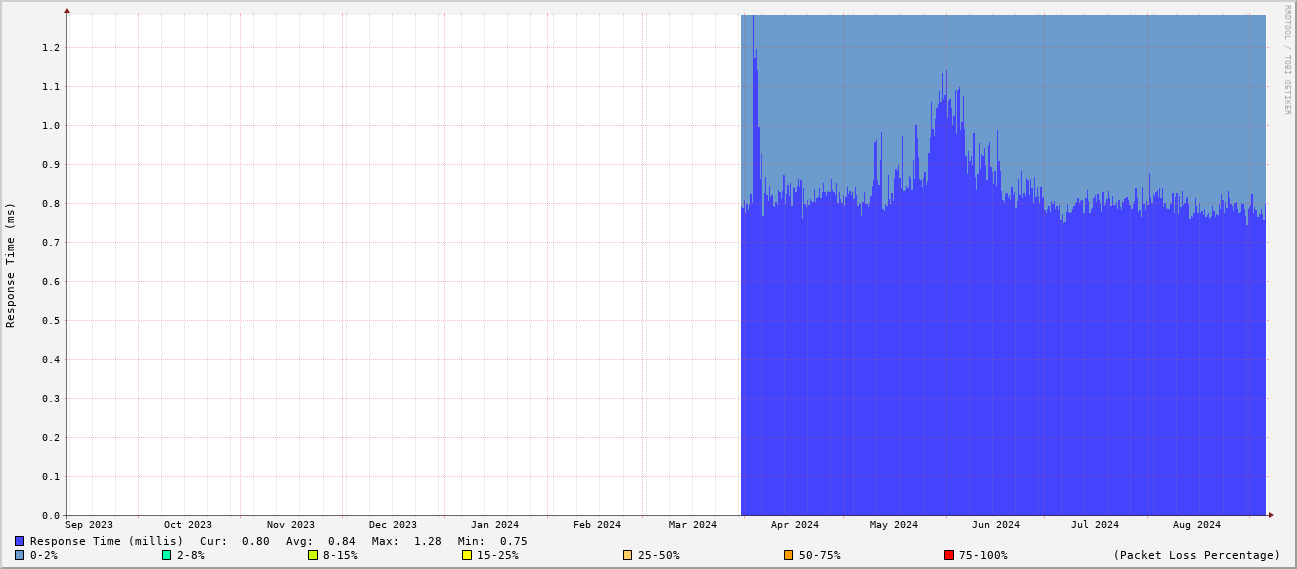 RRDTOOL / TOBI OETIKER
Response Time (ms)
1.2
1.1
1.0
0.9
0.8
0.7
0.6
0.5
0.4
0.3
0.2
0.1
0.0
Sep 2023 Oct 2023 Nov 2023 Dec 2023 Jan 2024 Feb 2024 Mar 2024 Apr 2024 May 2024 Jun 2024 Jul 2024 Aug 2024
Response Time (millis) Cur: 0.80 Avg: 0.84 Max: 1.28 Min: 0.75
0-2% 2-8% 8-15% 15-25% 25-50% 50-75% 75-100% (Packet Loss Percentage)